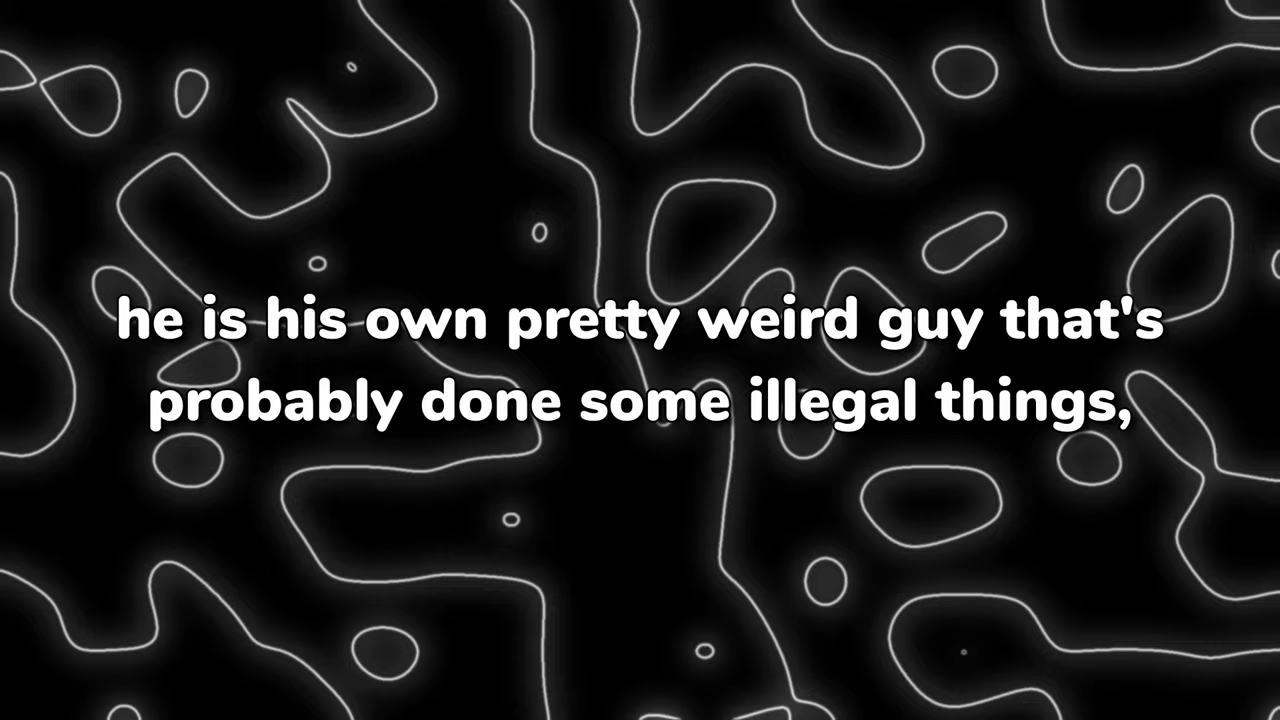 he is his own pretty weird guy that's
probably done some illegal things,